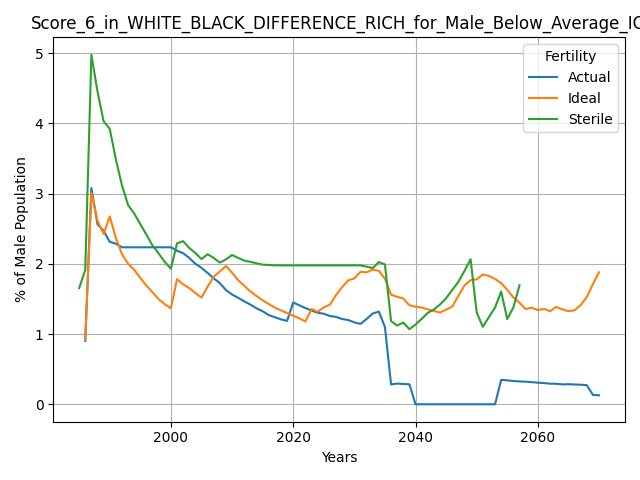 Score_6_in_WHITE_BLACK_DIFFERENCE_RICH_for_Male_Below_Average_IQ
Fertility
Actual
Ideal
Sterile
5
4
3
2
1
0
% of Male Population
2000
2020
2040
2060
Years